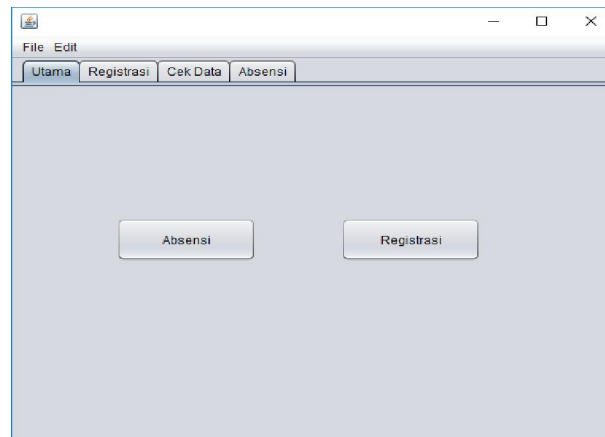 File Edit
Utama Registrasi Cek Data Absensi
Absensi Registrasi